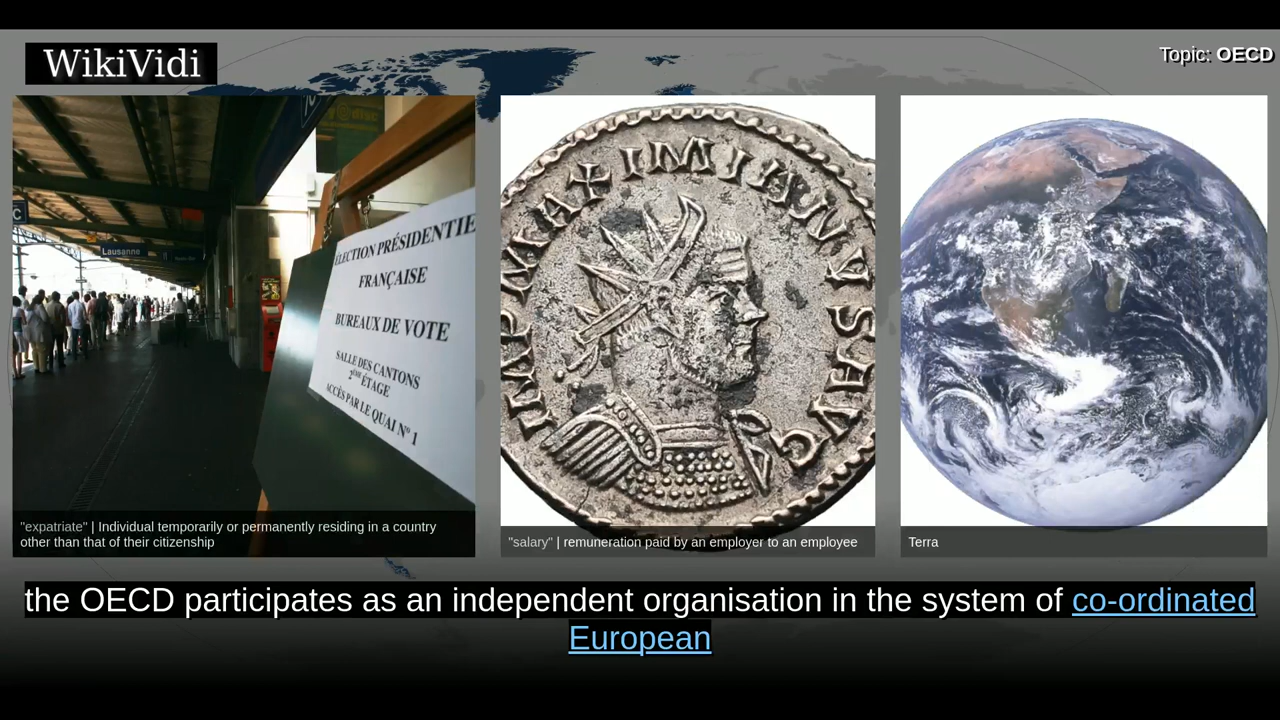 WikiVidi
Topic: OECD
C
Lausanne
ÉLECTION PRÉSIDENTIE
FRANÇAISE
BUREAUX DE VOTE
SALLE DES CANTONS
2ÈME ÉTAGE
ACCÈS PAR LE QUAI Nº 1
"expatriate" | Individual temporarily or permanently residing in a country
other than that of their citizenship
IMP MAXIMIANVS AVG
"salary" | remuneration paid by an employer to an employee
Terra
the OECD participates as an independent organisation in the system of co-ordinated
European